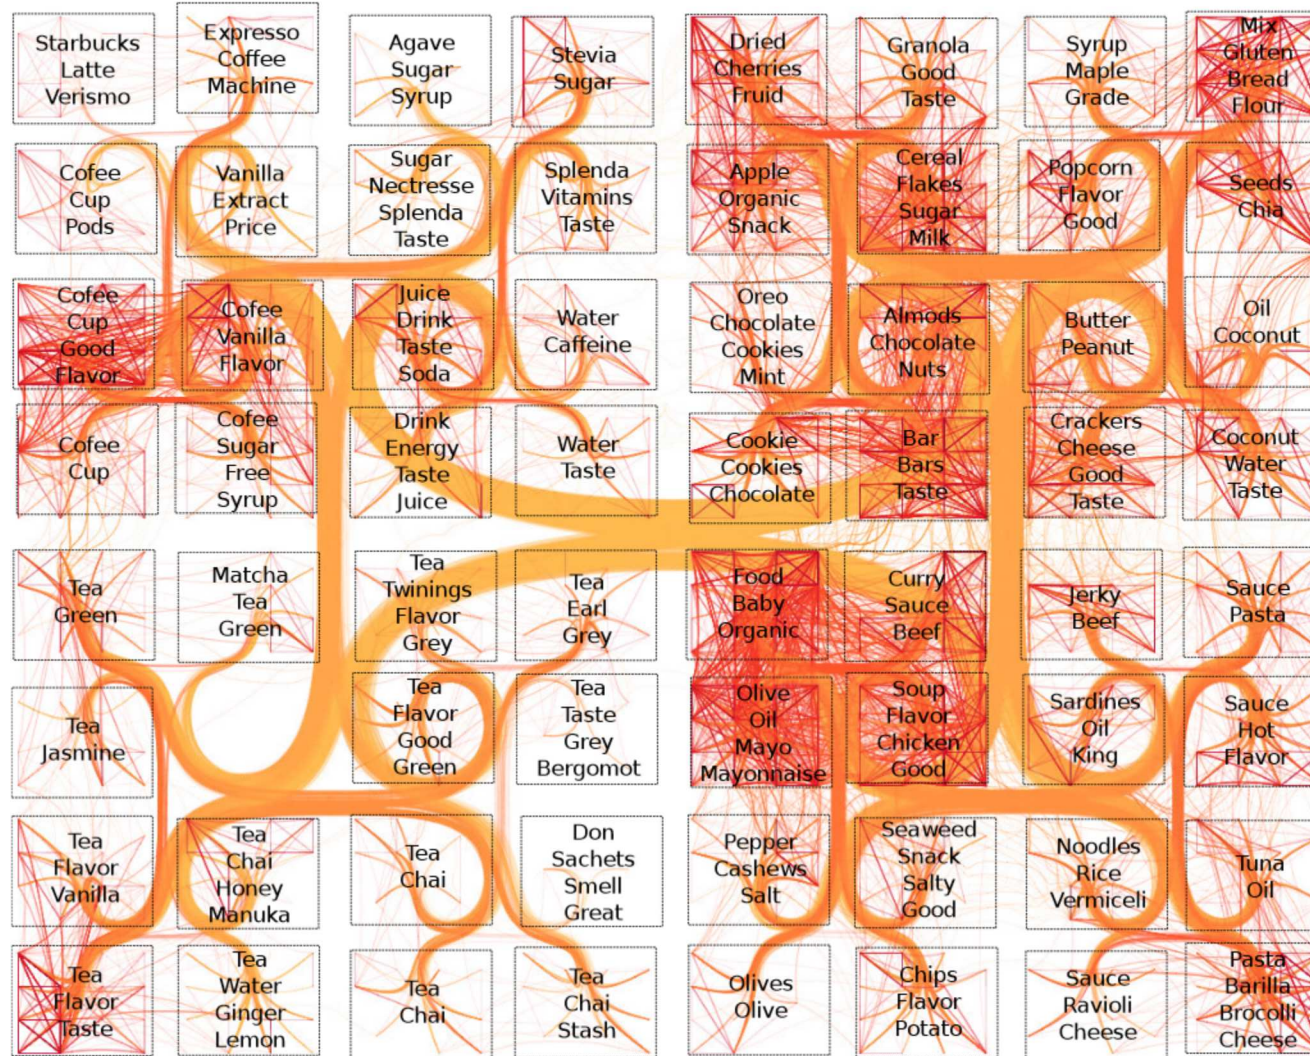 Starbucks
Latte
Verismo
Expresso
Coffee
Machine
Agave
Sugar
Syrup
Stevia
Sugar
Dried
Cherries
Fruid
Granola
Good
Taste
Syrup
Maple
Grade
Mix
Gluten
Bread
Flour
Cofee
Cup
Pods
Vanilla
Extract
Price
Sugar
Nectresse
Splenda
Taste
Splenda
Vitamins
Taste
Apple
Organic
Snack
Cereal
Flakes
Sugar
Milk
Popcorn
Flavor
Good
Seeds
Chia
Cofee
Cup
Good
Flavor
Cofee
Vanilla
Flavor
Juice
Drink
Taste
Soda
Water
Caffeine
Oreo
Chocolate
Cookies
Mint
Almods
Chocolate
Nuts
Butter
Peanut
Oil
Coconut
Cofee
Cup
Cofee
Sugar
Free
Syrup
Drink
Energy
Taste
Juice
Water
Taste
Cookie
Cookies
Chocolate
Bar
Bars
Taste
Crackers
Cheese
Good
Taste
Coconut
Water
Taste
Tea
Green
Matcha
Tea
Green
Tea
Twinings
Flavor
Grey
Tea
Earl
Grey
Food
Baby
Organic
Curry
Sauce
Beef
Jerky
Beef
Sauce
Pasta
Tea
Jasmine
Tea
Flavor
Good
Green
Tea
Taste
Grey
Bergomot
Olive
Oil
Mayo
Mayonnaise
Soup
Flavor
Chicken
Good
Sardines
Oil
King
Sauce
Hot
Flavor
Tea
Flavor
Vanilla
Tea
Chai
Honey
Manuka
Tea
Chai
Don
Sachets
Smell
Great
Pepper
Cashews
Salt
Seaweed
Snack
Salty
Good
Noodles
Rice
Vermiceli
Tuna
Oil
Tea
Flavor
Taste
Tea
Water
Ginger
Lemon
Tea
Chai
Tea
Chai
Stash
Olives
Olive
Chips
Flavor
Potato
Sauce
Ravioli
Cheese
Pasta
Barilla
Brocolli
Cheese